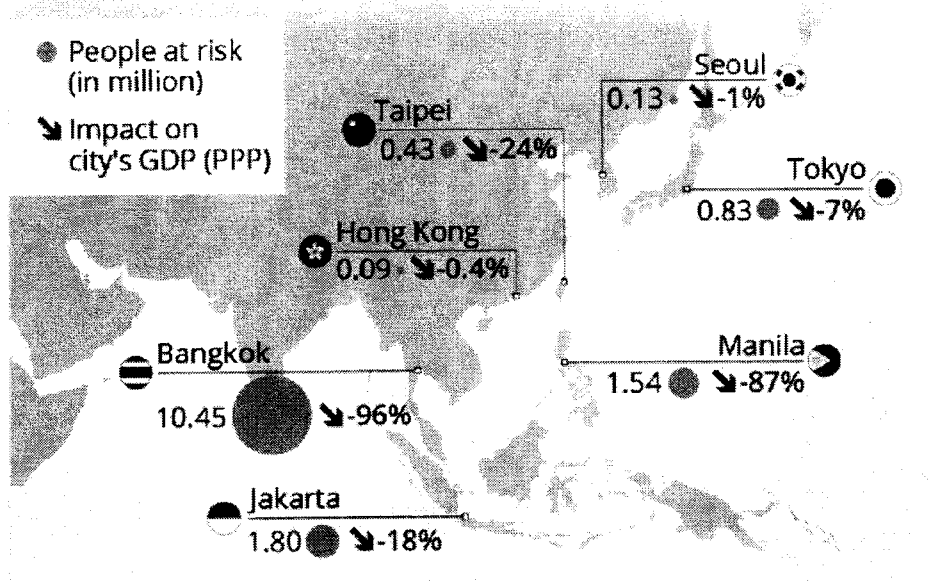 People at risk
(in million)
Impact on
city's GDP (PPP)
Seoul
0.13 -1%
Taipei
0.43 -24%
Tokyo
0.83 -7%
Hong Kong
0.09 -0.4%
Manila
1.54 -87%
Bangkok
10.45 -96%
Jakarta
1.80 -18%